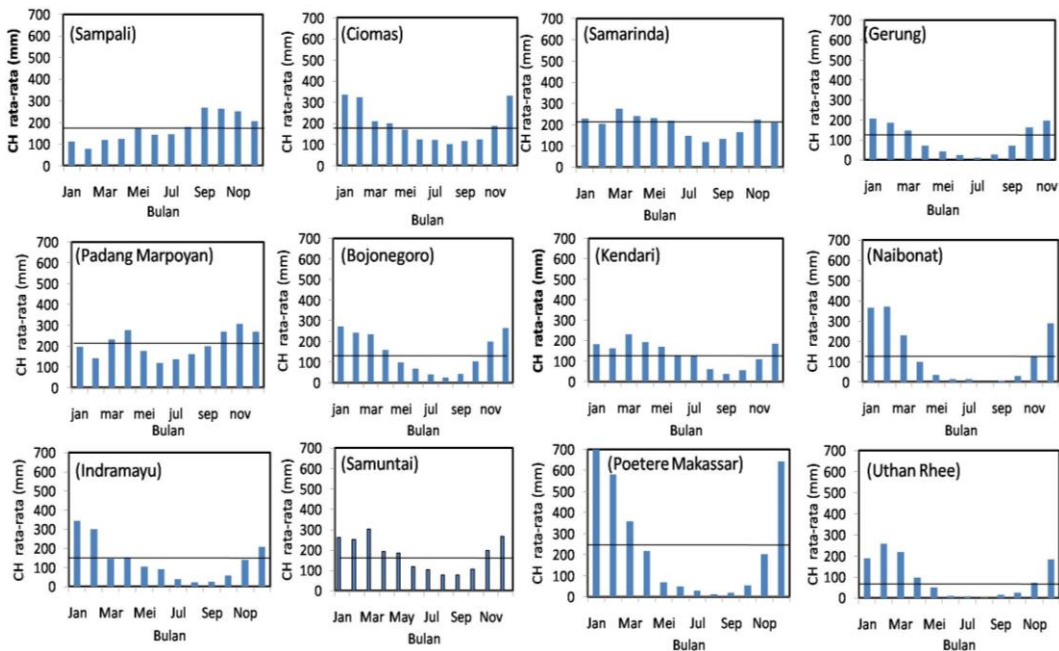 (Sampali)
CH rata-rata (mm)
700
600
500
400
300
200
100
0
Jan Mar Mei Jul Sep Nop
Bulan
(Ciomas)
CH rata-rata (mm)
700
600
500
400
300
200
100
0
jan Mar mei jul sep nov
Bulan
(Samarinda)
CH rata-rata (mm)
700
600
500
400
300
200
100
0
Jan Mar Mei Jul Sep Nop
Bulan
(Gerung)
CH rata-rata (mm)
700
600
500
400
300
200
100
0
jan Mar mei jul sep nov
Bulan
(Padang Marpoyan)
CH rata-rata (mm)
700
600
500
400
300
200
100
0
jan Mar mei jul sep nov
Bulan
(Bojonegoro)
CH rata-rata (mm)
700
600
500
400
300
200
100
0
jan Mar mei jul sep nov
Bulan
(Kendari)
CH rata-rata (mm)
700
600
500
400
300
200
100
0
jan Mar mei jul sep nov
Bulan
(Naibonat)
CH rata-rata (mm)
700
600
500
400
300
200
100
0
jan Mar mei jul sep nov
Bulan
(Indramayu)
CH rata-rata (mm)
700
600
500
400
300
200
100
0
Jan Mar Mei Jul Sep Nop
Bulan
(Samuntai)
CH rata-rata (mm)
700
600
500
400
300
200
100
0
Jan Mar May Jul Sep Nov
Bulan
(Poetere Makassar)
CH rata-rata (mm)
700
600
500
400
300
200
100
0
Jan Mar Mei Jul Sep Nop
Bulan
(Uthan Rhee)
CH rata-rata (mm)
700
600
500
400
300
200
100
0
Jan Mar Mei Jul Sep Nop
Bulan